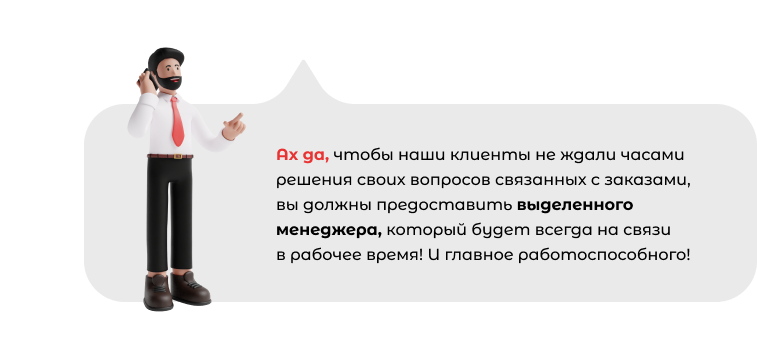 Ах да, чтобы наши клиенты не ждали часами
решения своих вопросов связанных с заказами,
вы должны предоставить выделенного
менеджера, который будет всегда на связи
в рабочее время! И главное работоспособного!